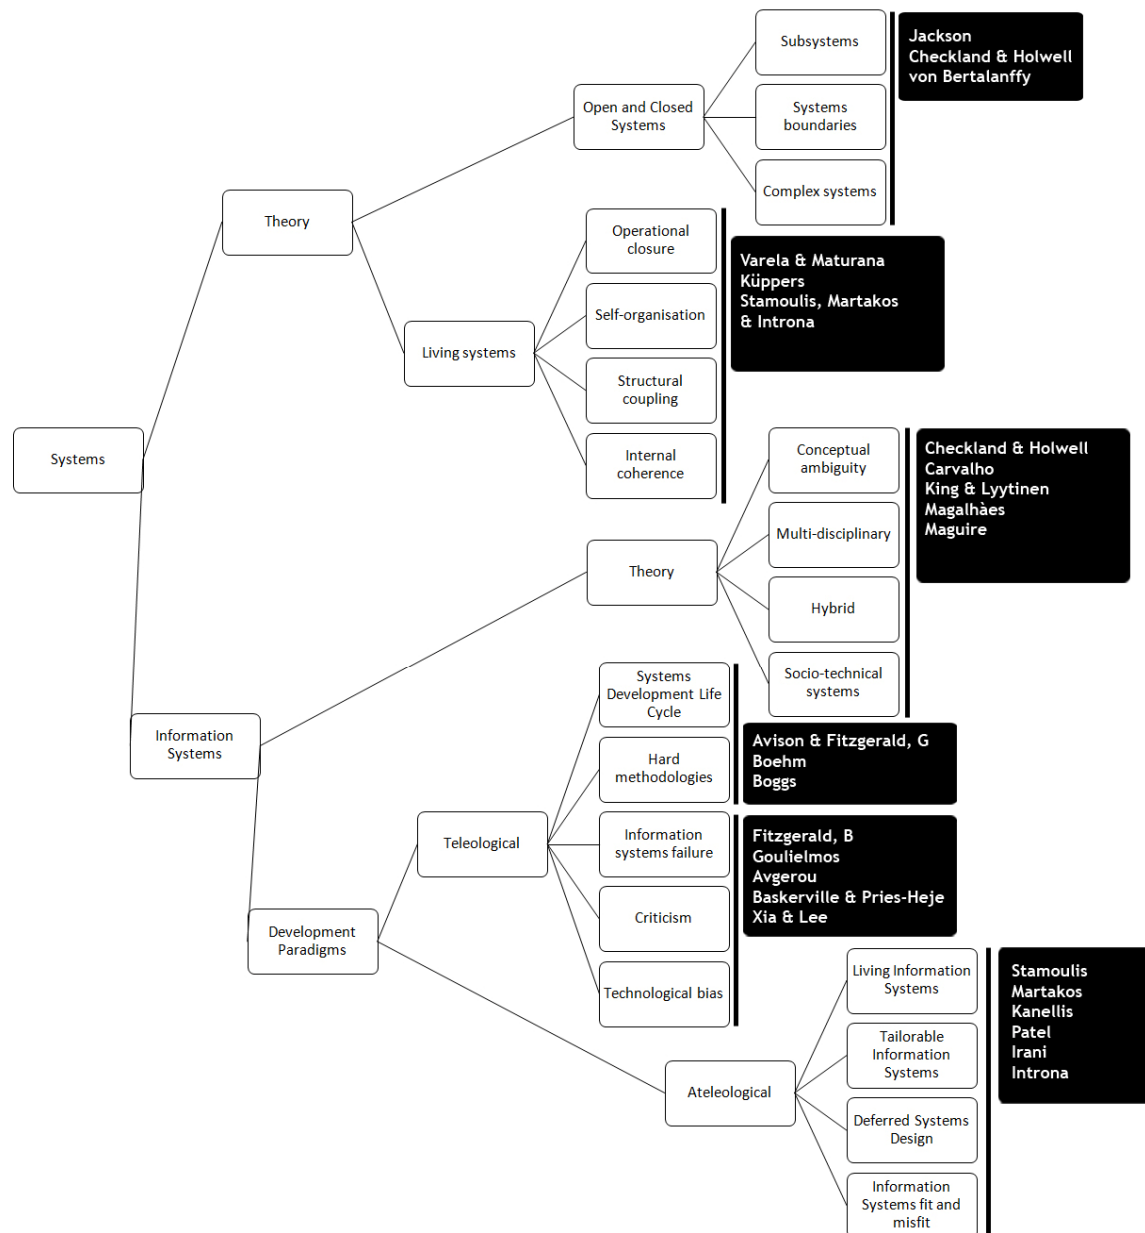 Subsystems
Systems
boundaries
Complex systems
Jackson
Checkland & Holwell
von Bertalanffy
Open and Closed
Systems
Theory
Operational
closure
Self-organisation
Structural
coupling
Internal
coherence
Varela & Maturana
Küppers
Stamoulis, Martakos
& Introna
Living systems
Systems
Conceptual
ambiguity
Multi-disciplinary
Hybrid
Socio-technical
systems
Checkland & Holwell
Carvalho
King & Lyytinen
Magalhàes
Maguire
Theory
Information
Systems
Systems
Development Life
Cycle
Hard
methodologies
Information
systems failure
Criticism
Technological bias
Avison & Fitzgerald, G
Boehm
Boggs
Fitzgerald, B
Goulielmos
Avgerou
Baskerville & Pries-Heje
Xia & Lee
Teleological
Development
Paradigms
Living Information
Systems
Tailorable
Information
Systems
Deferred Systems
Design
Information
Systems fit and
misfit
Stamoulis
Martakos
Kanellis
Patel
Irani
Introna
Ateleological